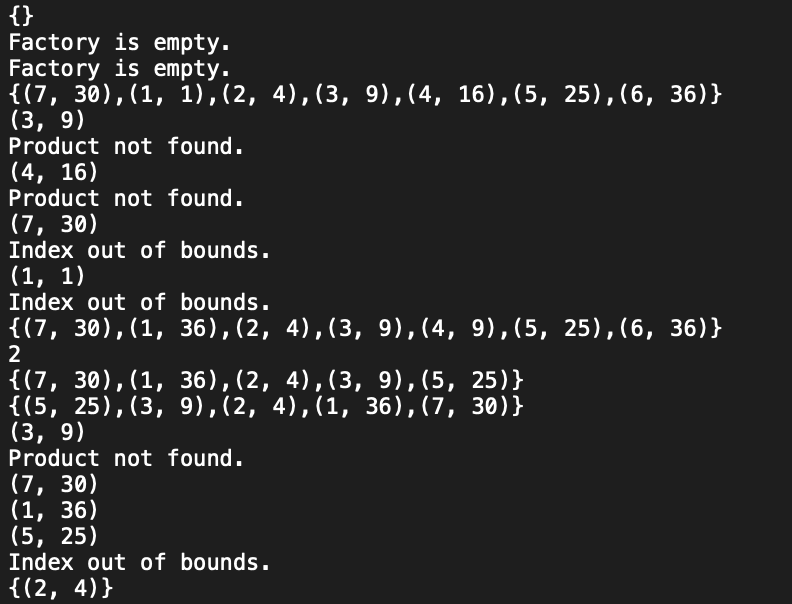 {}
Factory is empty.
Factory is empty.
{(7, 30),(1, 1),(2, 4),(3, 9),(4, 16),(5, 25),(6, 36)}
(3, 9)
Product not found.
(4, 16)
Product not found.
(7, 30)
Index out of bounds.
(1, 1)
Index out of bounds.
{(7, 30),(1, 36),(2, 4),(3, 9),(4, 9),(5, 25),(6, 36)}
2
{(7, 30),(1, 36),(2, 4),(3, 9),(5, 25)}
{(5, 25),(3, 9),(2, 4),(1, 36),(7, 30)}
(3, 9)
Product not found.
(7, 30)
(1, 36)
(5, 25)
Index out of bounds.
{(2, 4)}